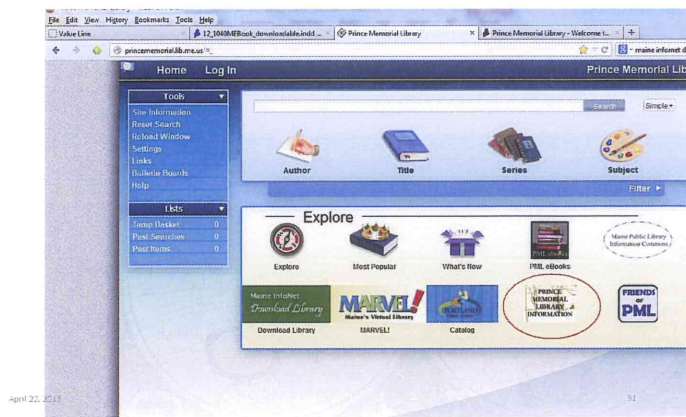 File Edit View History Bookmarks Tools Help
Value Line
12_1040MEBook_downloadable.indd ...
Prince Memorial Library
Prince Memorial Library - Welcome t...
princememorial.lib.me.us/
maine infonet d
Home Log In
Prince Memorial Lib
Tools
Site Information
Reset Search
Reload Window
Settings
Links
Bulletin Boards
Help
Search
Simple
Author
Title
Series
Subject
Filter
Lists
Temp Basket 0
Past Searches 0
Past Items 0
Explore
Explore
Most Popular
What's New
PML eBooks
PML eBooks
Maine Public Library
Information Commons
Maine InfoNet
Download Library
Download Library
MARVEL!
Maine's Virtual Library
MARVEL!
PORTLAND
Catalog
PRINCE
MEMORIAL
LIBRARY
INFORMATION
FRIENDS
OF
PML
April 22, 2013